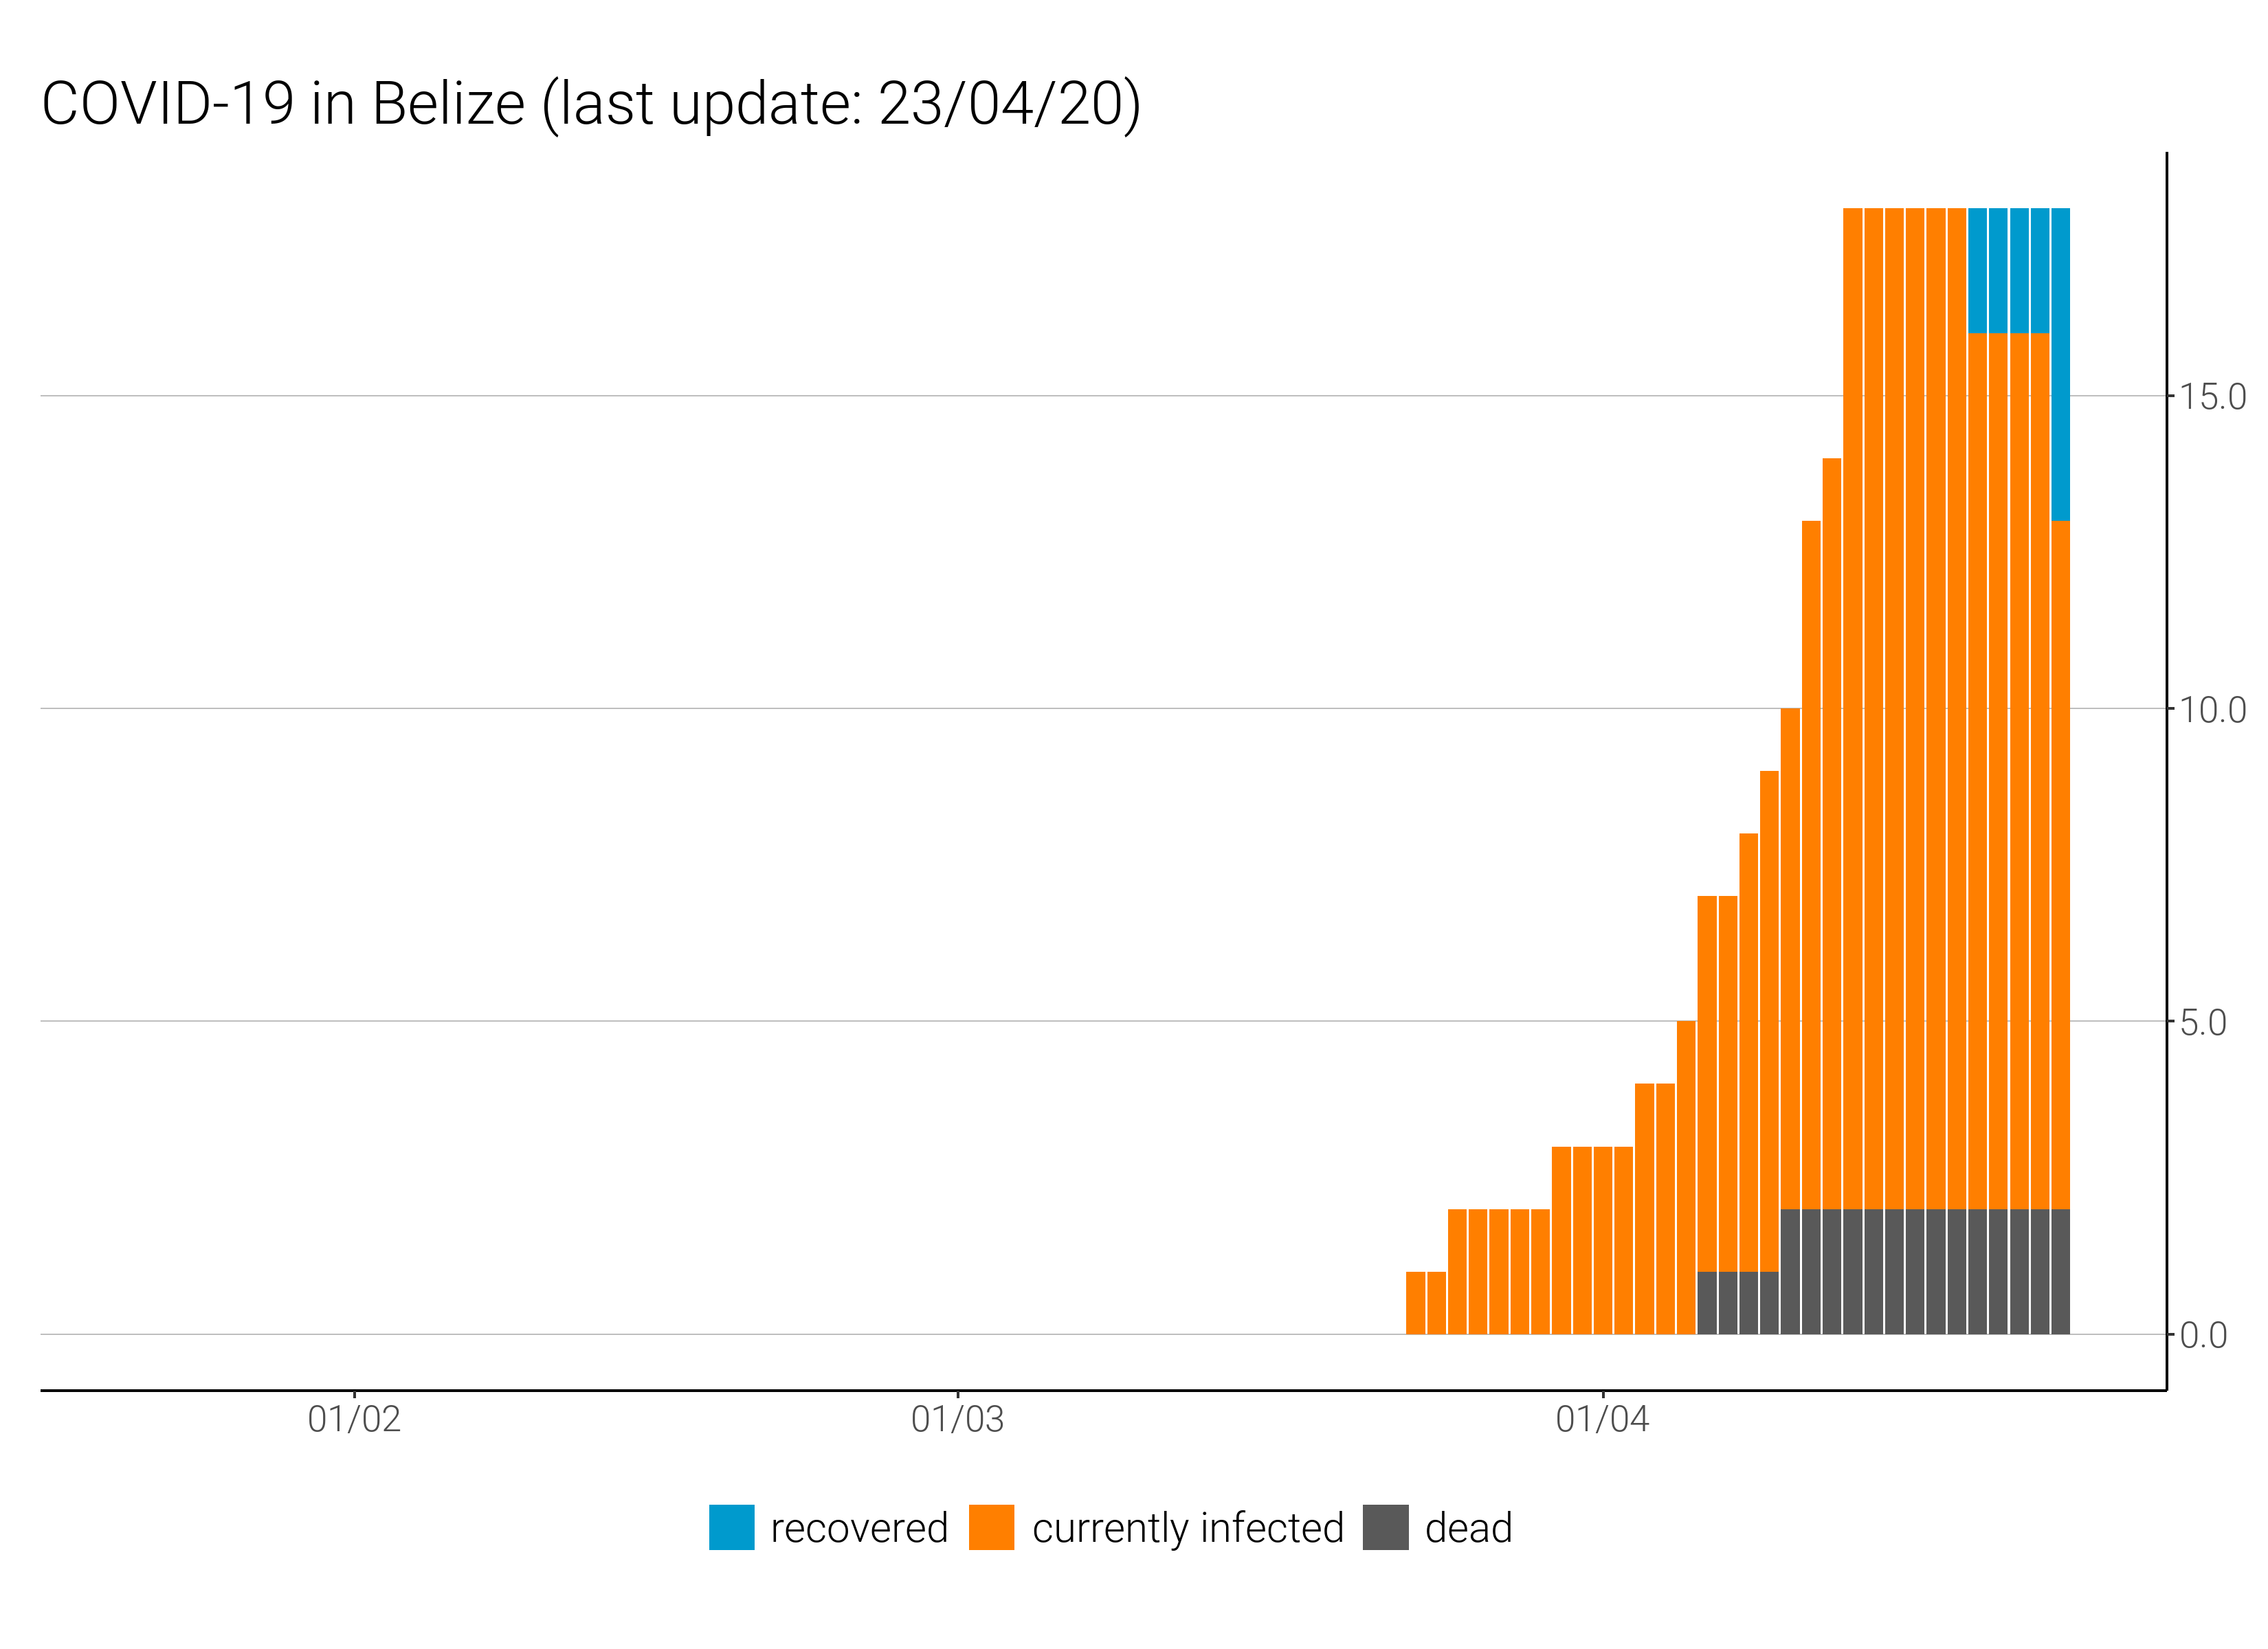 COVID-19 in Belize (last update: 23/04/20)
15.0
10.0
5.0
0.0
01/02 01/03 01/04
recovered currently infected dead